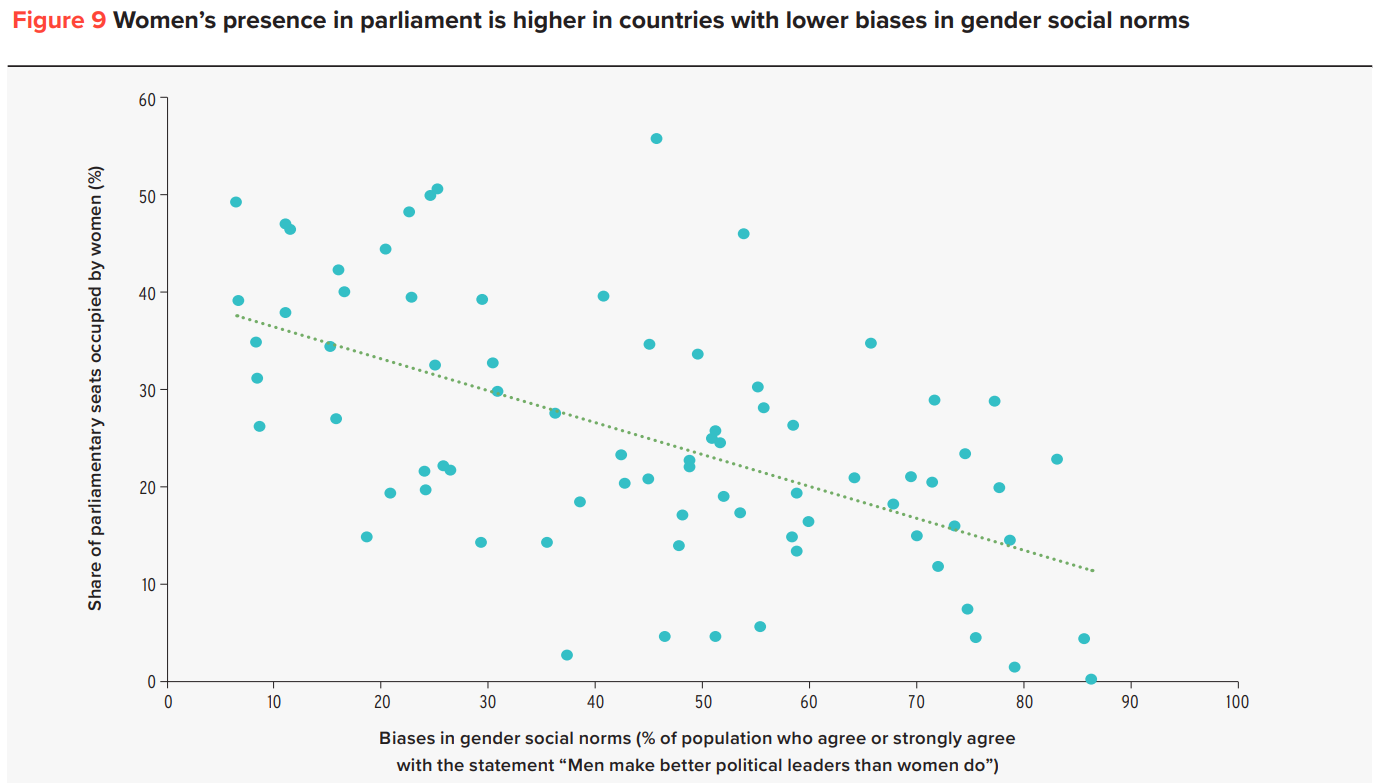 Figure 9 Women’s presence in parliament is higher in countries with lower biases in gender social norms
Share of parliamentary seats occupied by women (%)
60
50
40
30
20
10
0
0 10 20 30 40 50 60 70 80 90 100
Biases in gender social norms (% of population who agree or strongly agree
with the statement “Men make better political leaders than women do”)